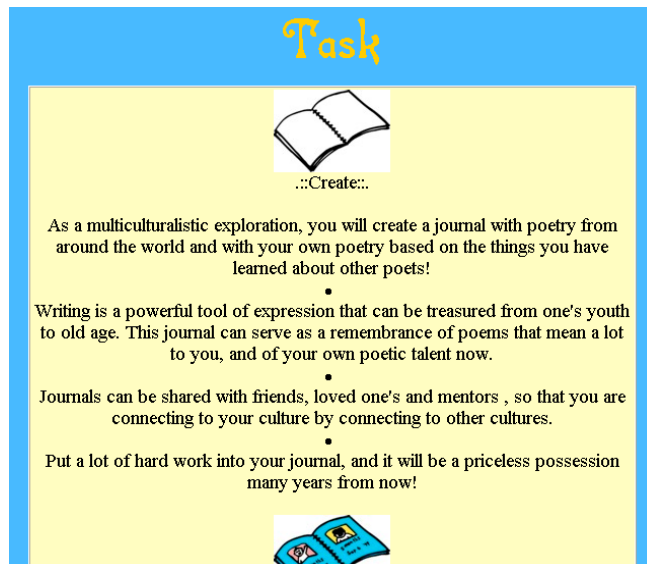 Task
.::Create::.
As a multiculturalistic exploration, you will create a journal with poetry from
around the world and with your own poetry based on the things you have
learned about other poets!
•
Writing is a powerful tool of expression that can be treasured from one's youth
to old age. This journal can serve as a remembrance of poems that mean a lot
to you, and of your own poetic talent now.
•
Journals can be shared with friends, loved one's and mentors , so that you are
connecting to your culture by connecting to other cultures.
•
Put a lot of hard work into your journal, and it will be a priceless possession
many years from now!